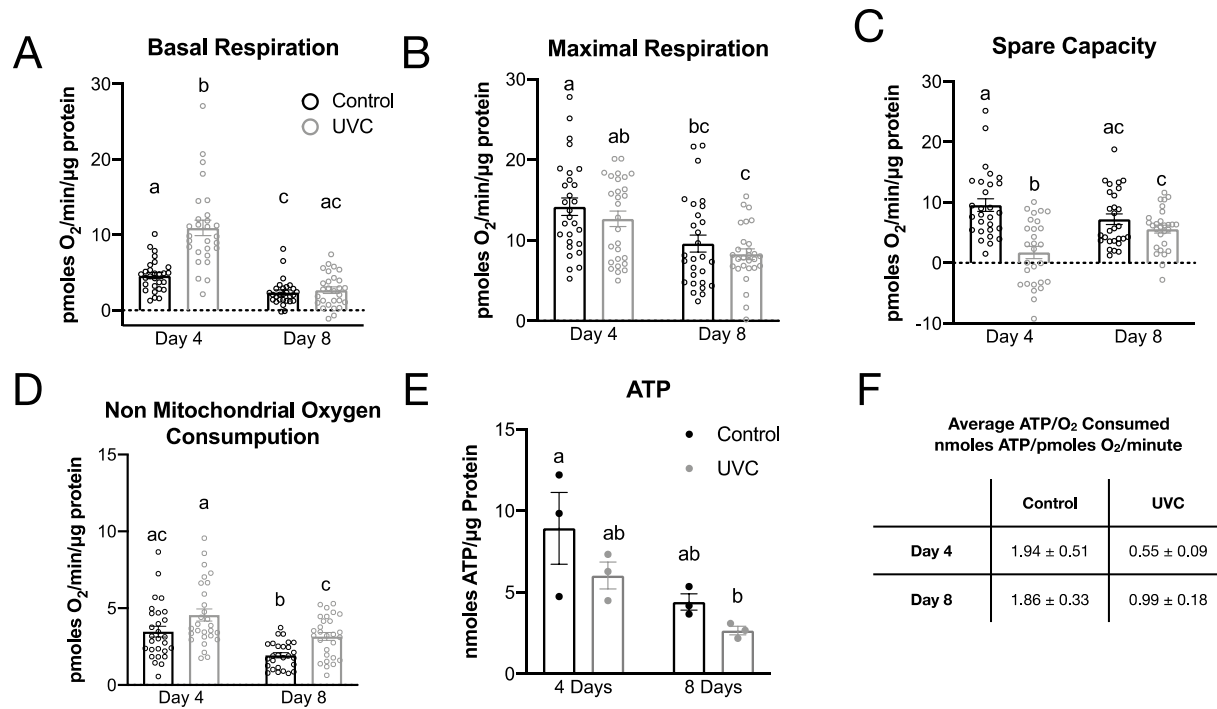 A
Basal Respiration
pmoles O₂/min/µg protein
30
20
10
0
a
b
c
ac
Control
UVC
Day 4
Day 8
B
Maximal Respiration
pmoles O₂/min/µg protein
30
20
10
0
a
ab
bc
c
Day 4
Day 8
C
Spare Capacity
pmoles O₂/min/µg protein
30
20
10
0
-10
a
b
ac
c
Day 4
Day 8
D
Non Mitochondrial Oxygen
Consumpution
pmoles O₂/min/µg protein
15
10
5
0
ac
a
b
c
Day 4
Day 8
E
ATP
nmoles ATP/µg Protein
15
10
5
0
a
ab
ab
b
Control
UVC
4 Days
8 Days
F
Average ATP/O₂ Consumed
nmoles ATP/pmoles O₂/minute
Control UVC
Day 4 1.94 ± 0.51 0.55 ± 0.09
Day 8 1.86 ± 0.33 0.99 ± 0.18